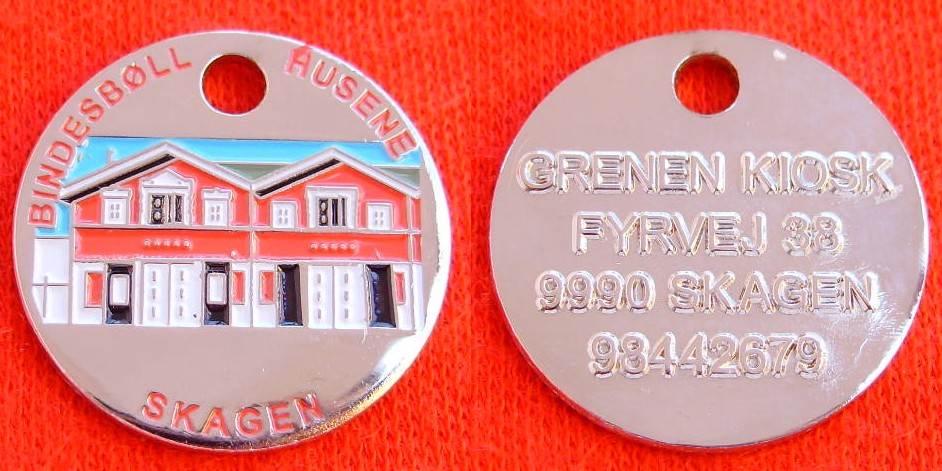 BINDESBØLL HUSENE
SKAGEN
GRENEN KIOSK
FYRVEJ 38
9990 SKAGEN
98442679